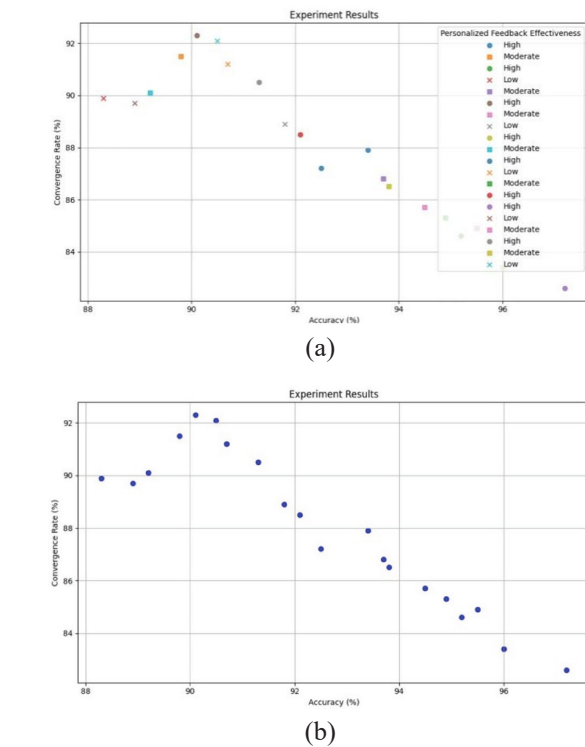 Experiment Results
Personalized Feedback Effectiveness
High
Moderate
High
Low
Moderate
High
Moderate
Low
High
Moderate
High
Low
Moderate
High
High
Low
Moderate
High
Moderate
Low
Convergence Rate (%)
92
90
88
86
84
88
90
92
94
96
Accuracy (%)
(a)
Experiment Results
Convergence Rate (%)
92
90
88
86
84
88
90
92
94
96
Accuracy (%)
(b)